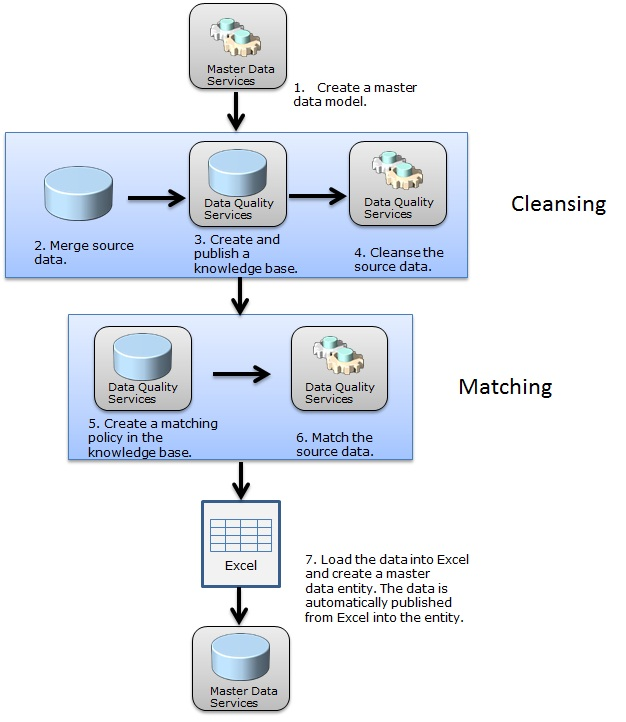 Master Data
Services
1. Create a master
data model.
Data Quality
Services
Data Quality
Services
Cleansing
2. Merge source
data.
3. Create and
publish a
knowledge base.
4. Cleanse the
source data.
Data Quality
Services
Data Quality
Services
Matching
5. Create a matching
policy in the
knowledge base.
6. Match the
source data.
Excel
7. Load the data into Excel
and create a master
data entity. The data is
automatically published
from Excel into the entity.
Master Data
Services